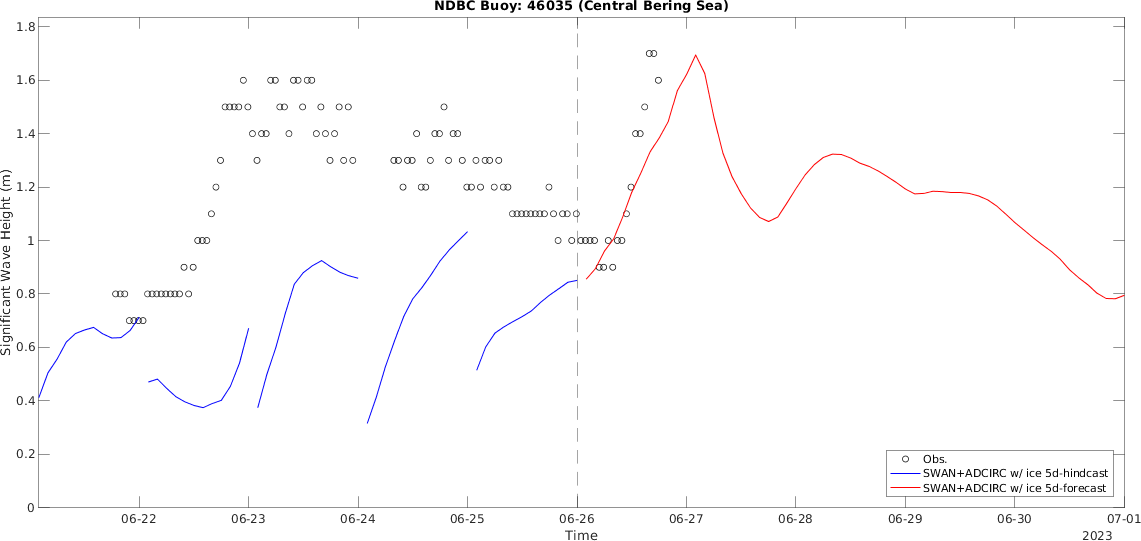 NDBC Buoy: 46035 (Central Bering Sea)
Significant Wave Height (m)
1.8
1.6
1.4
1.2
1
0.8
0.6
0.4
0.2
0
Obs.
SWAN+ADCIRC w/ ice 5d-hindcast
SWAN+ADCIRC w/ ice 5d-forecast
06-22 06-23 06-24 06-25 06-26 06-27 06-28 06-29 06-30 07-01
Time
2023